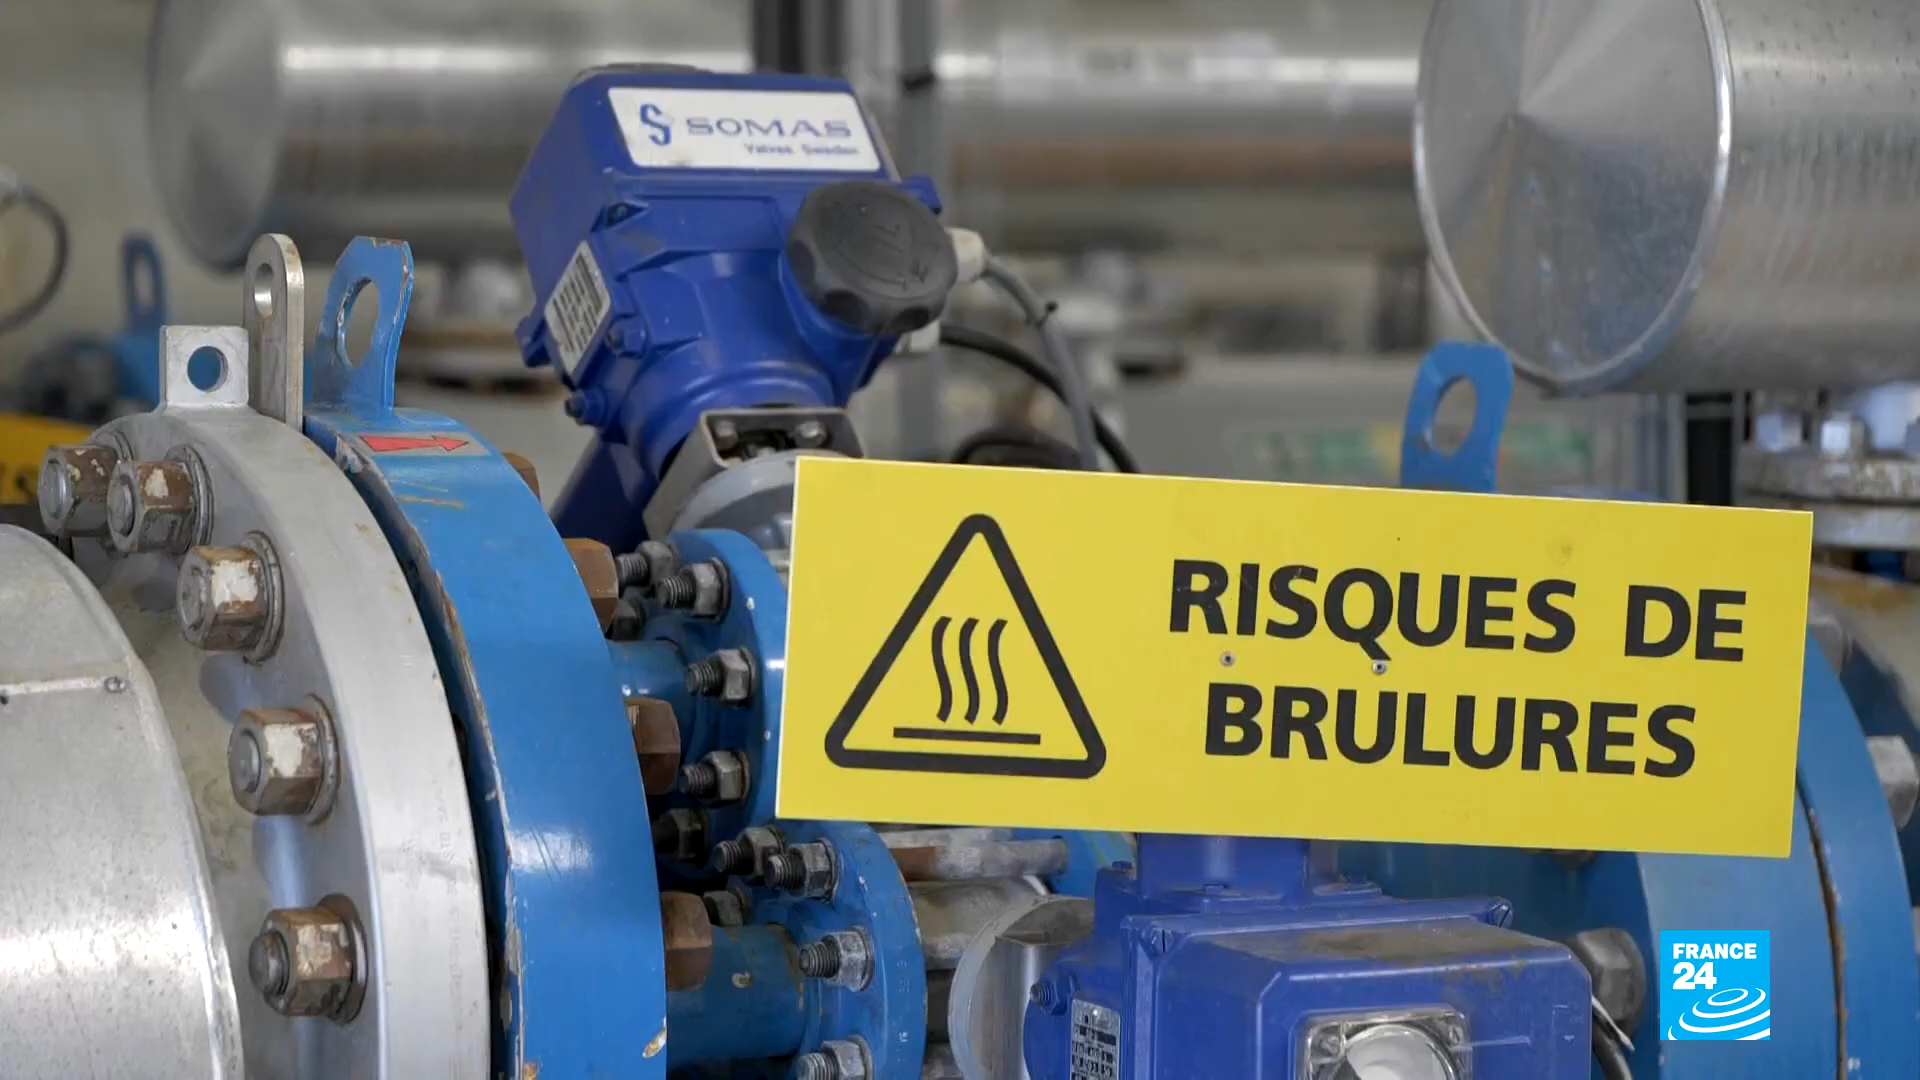 SOMAS
Valves Sweden
RISQUES DE
BRULURES
FRANCE
24